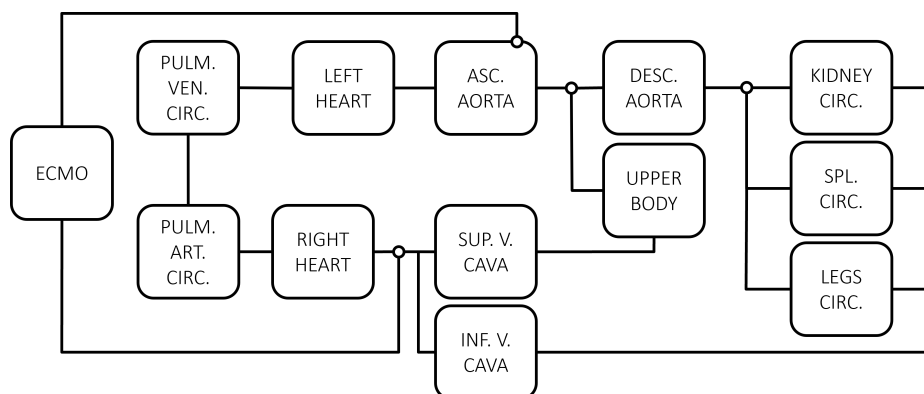 PULM.
VEN.
CIRC.
LEFT
HEART
ASC.
AORTA
DESC.
AORTA
KIDNEY
CIRC.
ECMO
UPPER
BODY
SPL.
CIRC.
PULM.
ART.
CIRC.
RIGHT
HEART
SUP. V.
CAVA
LEGS
CIRC.
INF. V.
CAVA